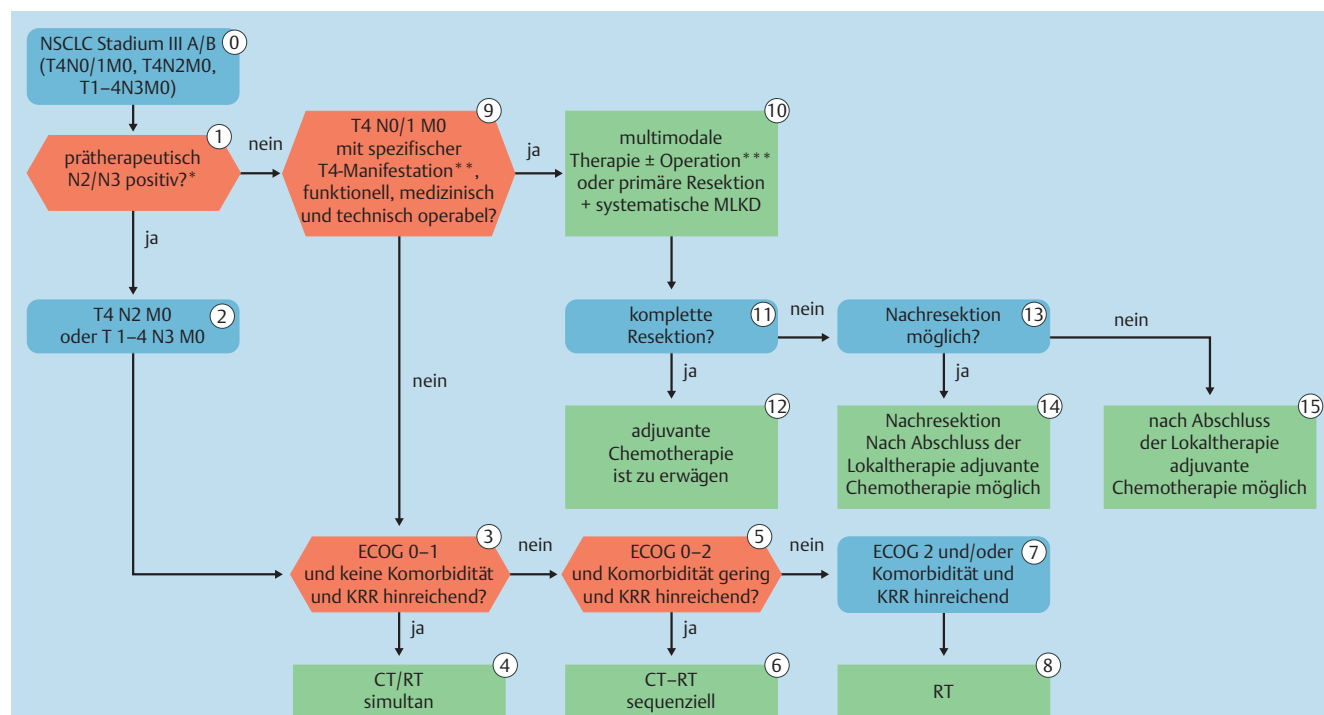 NSCLC Stadium III A/B
(T4N0/1M0, T4N2M0,
T1–4N3M0)
0
prätherapeutisch
N2/N3 positiv?*
1
nein
ja
T4 N0/1 M0
mit spezifischer
T4-Manifestation**,
funktionell, medizinisch
und technisch operabel?
9
ja
nein
multimodale
Therapie ± Operation***
oder primäre Resektion
+ systematische MLKD
10
T4 N2 M0
oder T 1–4 N3 M0
2
komplette
Resektion?
11
nein
ja
Nachresektion
möglich?
13
nein
ja
adjuvante
Chemotherapie
ist zu erwägen
12
Nachresektion
Nach Abschluss der
Lokaltherapie adjuvante
Chemotherapie möglich
14
nach Abschluss
der Lokaltherapie
adjuvante
Chemotherapie möglich
15
ECOG 0–1
und keine Komorbidität
und KRR hinreichend?
3
nein
ja
ECOG 0–2
und Komorbidität gering
und KRR hinreichend?
5
nein
ja
ECOG 2 und/oder
Komorbidität und
KRR hinreichend
7
CT/RT
simultan
4
CT–RT
sequenziell
6
RT
8